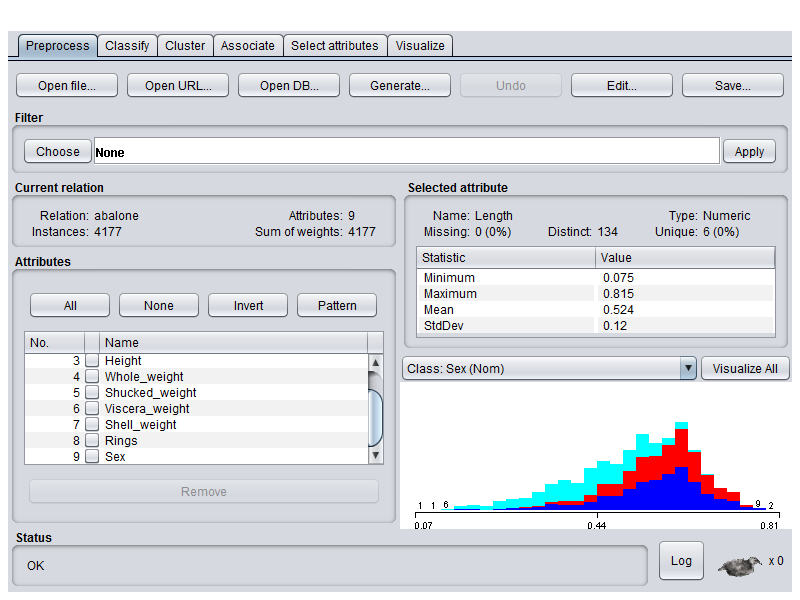 Preprocess Classify Cluster Associate Select attributes Visualize
Open file... Open URL... Open DB... Generate... Undo Edit... Save...
Filter
Choose None Apply
Current relation
Relation: abalone Attributes: 9
Instances: 4177 Sum of weights: 4177
Attributes
All None Invert Pattern
No. Name
3 Height
4 Whole_weight
5 Shucked_weight
6 Viscera_weight
7 Shell_weight
8 Rings
9 Sex
Remove
Selected attribute
Name: Length Type: Numeric
Missing: 0 (0%) Distinct: 134 Unique: 6 (0%)
Statistic Value
Minimum 0.075
Maximum 0.815
Mean 0.524
StdDev 0.12
Class: Sex (Nom) Visualize All
1 1 6 9 2
0.07 0.44 0.81
Status
OK Log x 0